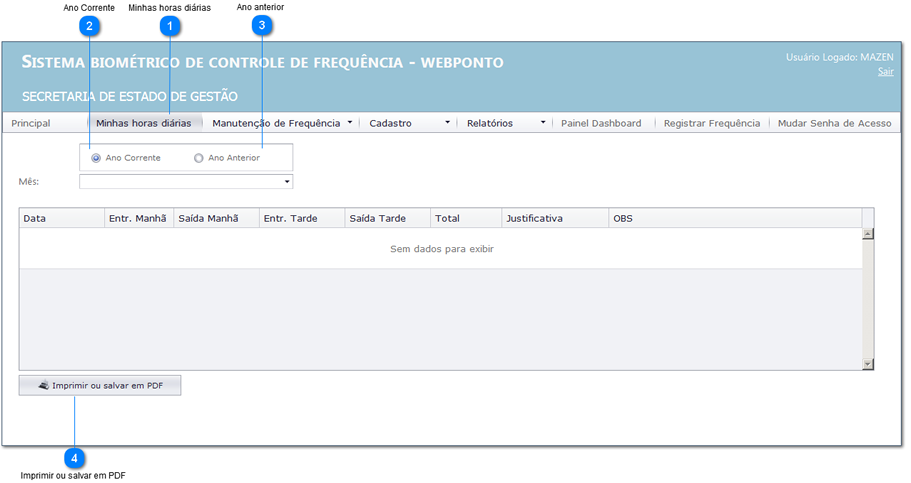 Ano Corrente Minhas horas diárias Ano anterior
2 1 3
SISTEMA BIOMÉTRICO DE CONTROLE DE FREQUÊNCIA - WEBPONTO
Usuário Logado: MAZEN
Sair
SECRETARIA DE ESTADO DE GESTÃO
Principal Minhas horas diárias Manutenção de Frequência Cadastro Relatórios Painel Dashboard Registrar Frequência Mudar Senha de Acesso
Ano Corrente Ano Anterior
Mês:
Data Entr. Manhã Saída Manhã Entr. Tarde Saída Tarde Total Justificativa OBS
Sem dados para exibir
Imprimir ou salvar em PDF
4
Imprimir ou salvar em PDF